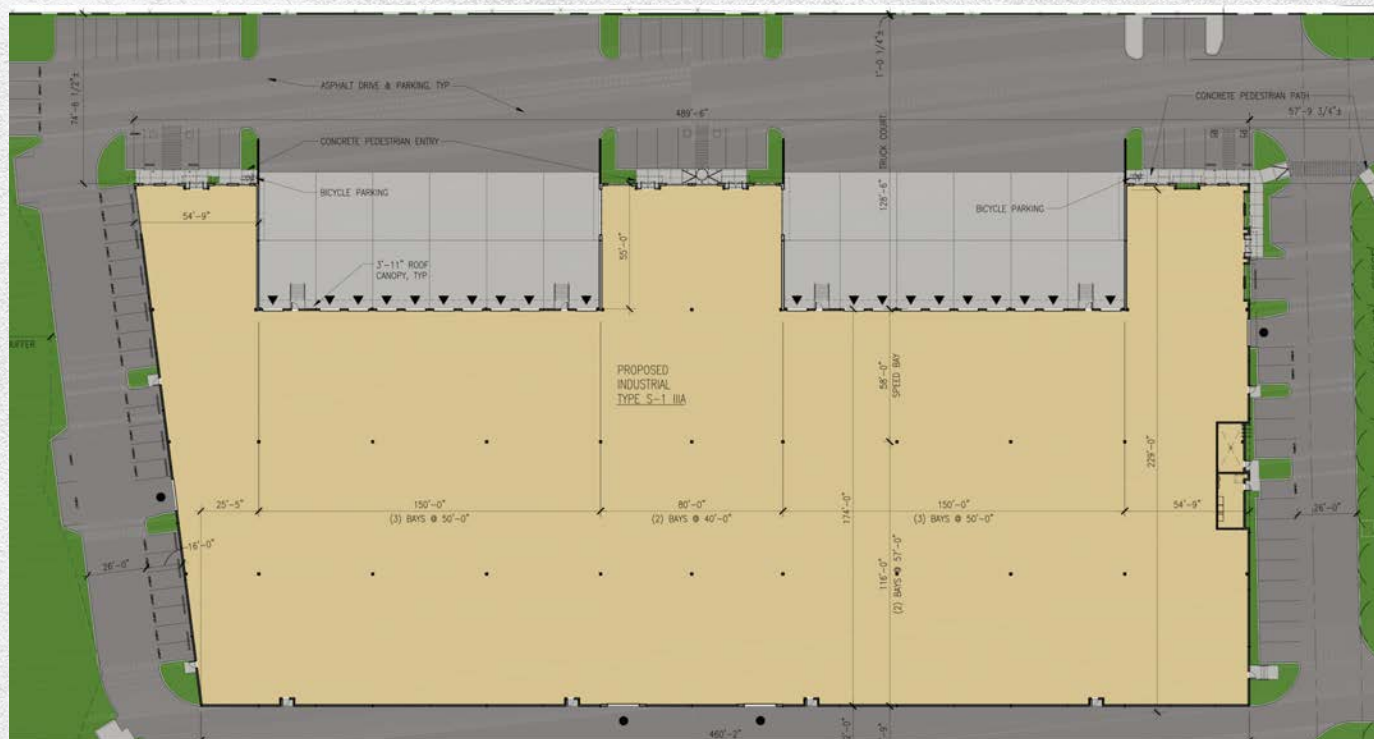 ASPHALT DRIVE & PARKING, TYP
74'-6 1/2"±
489'-6"
1'-0 1/4"±
CONCRETE PEDESTRIAN PATH
57'-9 3/4"±
CONCRETE PEDESTRIAN ENTRY
128'-6" TRUCK COURT
BICYCLE PARKING
BICYCLE PARKING
54'-9"
55'-0"
3'-11" ROOF
CANOPY, TYP
PROPOSED
INDUSTRIAL
TYPE S-1 IIIA
58'-0"
SPEED BAY
229'-0"
25'-5"
150'-0"
(3) BAYS @ 50'-0"
80'-0"
(2) BAYS @ 40'-0"
174'-0"
150'-0"
(3) BAYS @ 50'-0"
54'-9"
26'-0"
16'-0"
26'-0"
116'-0"
(2) BAYS @ 57'-0"
460'-2"